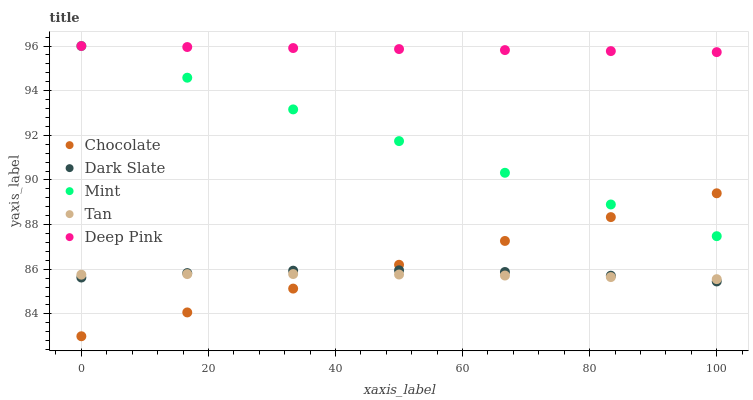 title
96
94
92
90
88
86
84
yaxis_label
Chocolate
Dark Slate
Mint
Tan
Deep Pink
0
20
40
60
80
100
xaxis_label